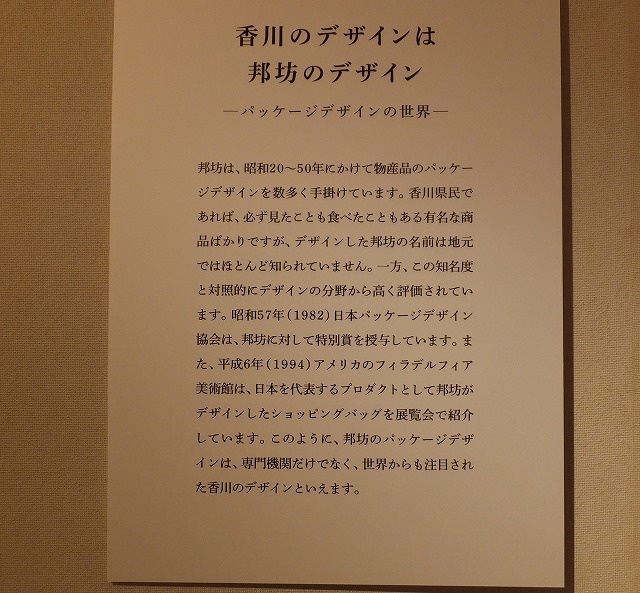 香川のデザインは
邦坊のデザイン
―パッケージデザインの世界―
邦坊は、昭和20～50年にかけて物産品のパッケー
ジデザインを数多く手掛けています。香川県民で
あれば、必ず見たことも食べたこともある有名な商
品ばかりですが、デザインした邦坊の名前は地元
ではほとんど知られていません。一方、この知名度
と対照的にデザインの分野から高く評価されてい
ます。昭和57年（1982）日本パッケージデザイン
協会は、邦坊に対して特別賞を授与しています。ま
た、平成6年（1994）アメリカのフィラデルフィア
美術館は、日本を代表するプロダクトとして邦坊が
デザインしたショッピングバッグを展覧会で紹介
しています。このように、邦坊のパッケージデザ
インは、専門機関だけでなく、世界からも注目され
た香川のデザインといえます。